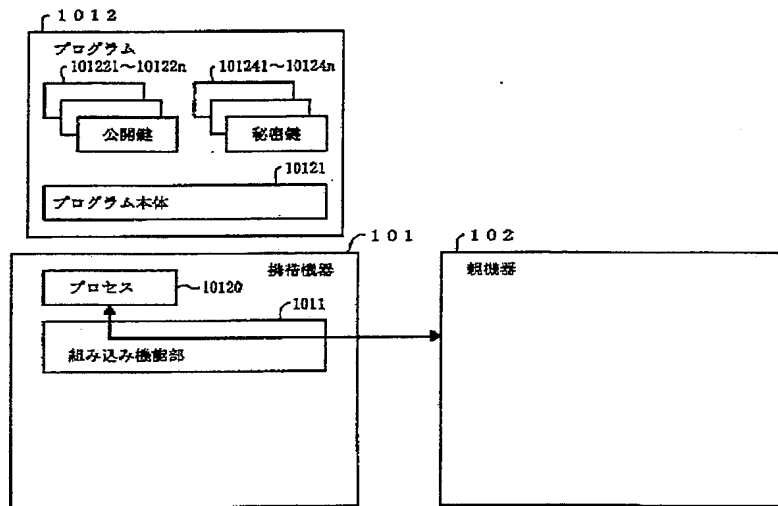 １０１２
プログラム
101221～10122n
101241～10124n
公開鍵
秘密鍵
10121
プログラム本体
１０１
１０２
携帯機器
親機器
プロセス
10120
1011
組み込み機能部